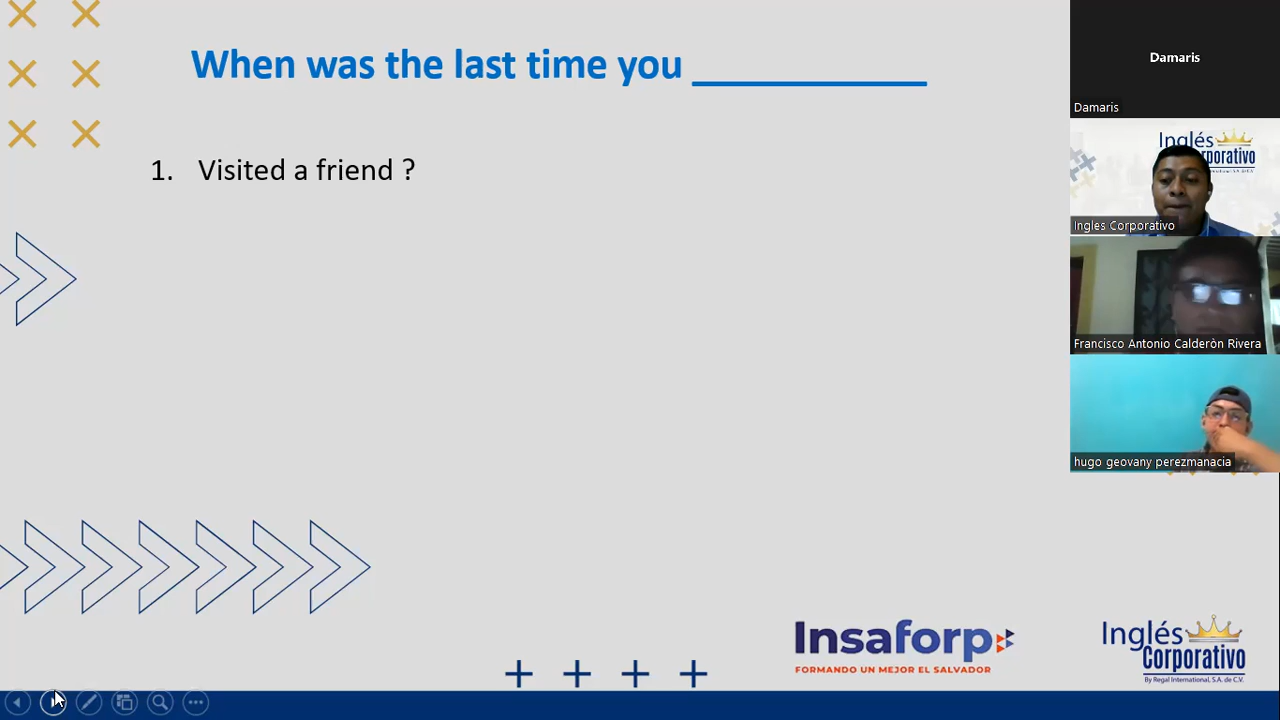 When was the last time you ___________
1. Visited a friend ?
Damaris
Damaris
Inglés
Corporativo
Ingles Corporativo
Francisco Antonio Calderòn Rivera
hugo geovany perezmanacia
Insaforp
FORMANDO UN MEJOR EL SALVADOR
Inglés
Corporativo
By Regal International, S.A. de C.V.